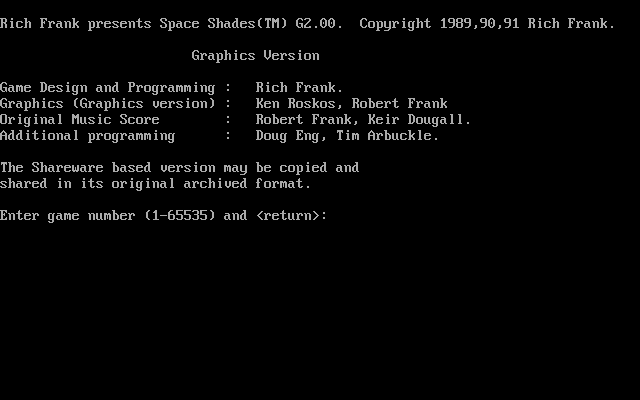 Rich Frank presents Space Shades(TM) G2.00.  Copyright 1989,90,91 Rich Frank.
Graphics Version
Game Design and Programming :   Rich Frank.
Graphics (Graphics version) :   Ken Roskos, Robert Frank
Original Music Score        :   Robert Frank, Keir Dougall.
Additional programming      :   Doug Eng, Tim Arbuckle.
The Shareware based version may be copied and
shared in its original archived format.
Enter game number (1-65535) and <return>: